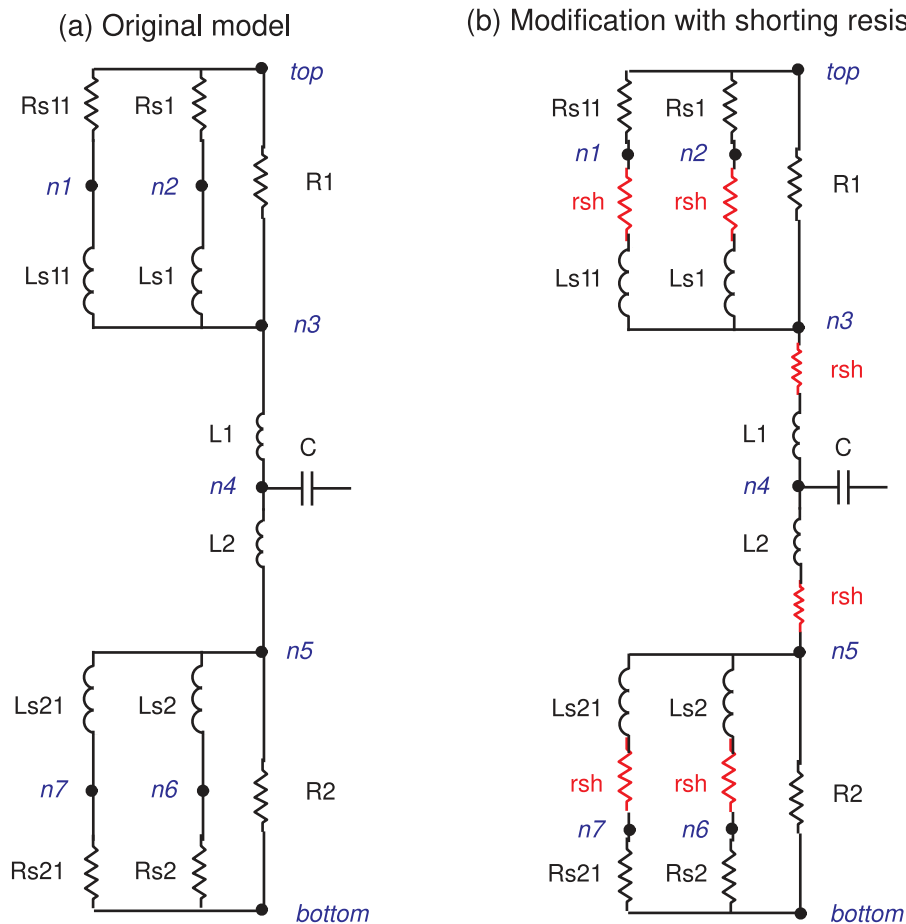 (a) Original model
top
Rs11
Rs1
n1
n2
R1
Ls11
Ls1
n3
L1
C
n4
L2
n5
Ls21
Ls2
n7
n6
R2
Rs21
Rs2
bottom
(b) Modification with shorting resis
top
Rs11
Rs1
n1
n2
R1
rsh
rsh
Ls11
Ls1
n3
rsh
L1
C
n4
L2
rsh
n5
Ls21
Ls2
rsh
rsh
R2
n7
n6
Rs21
Rs2
bottom